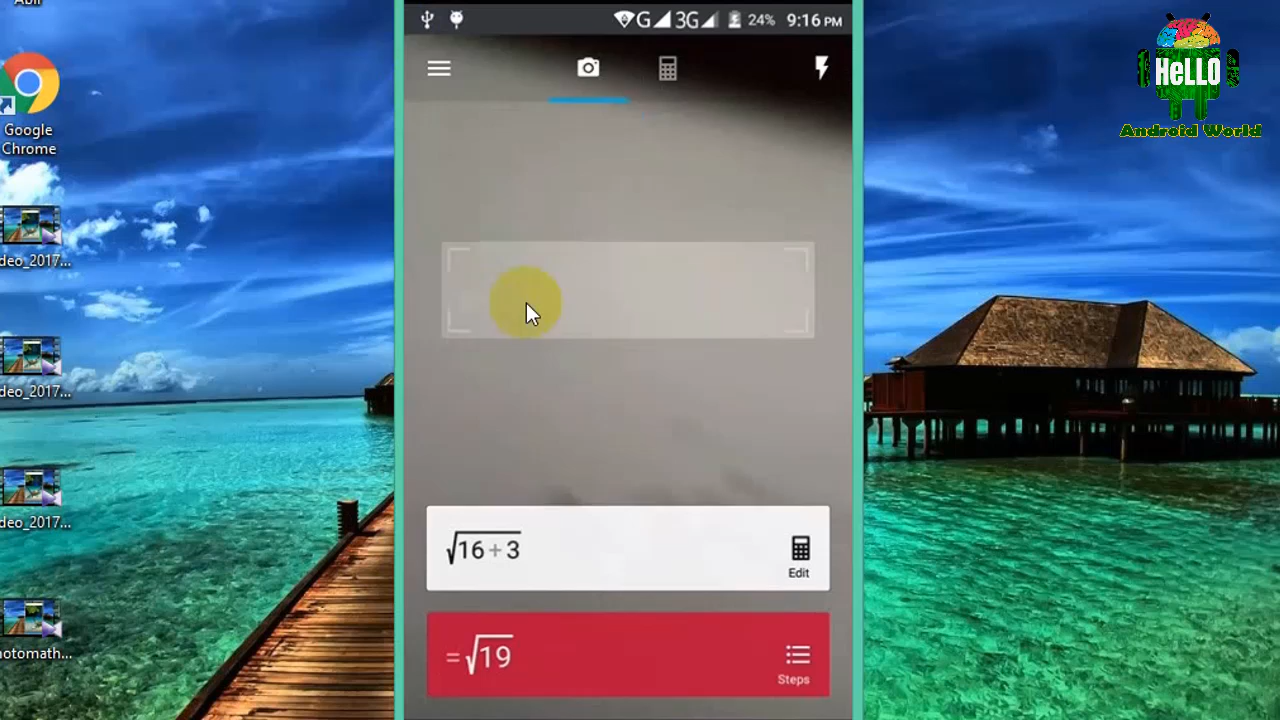 G 3G 24% 9:16 PM
HeLLO
Android World
Google
Chrome
deo_2017...
deo_2017...
deo_2017...
otomath...
√16+3
Edit
=√19
Steps